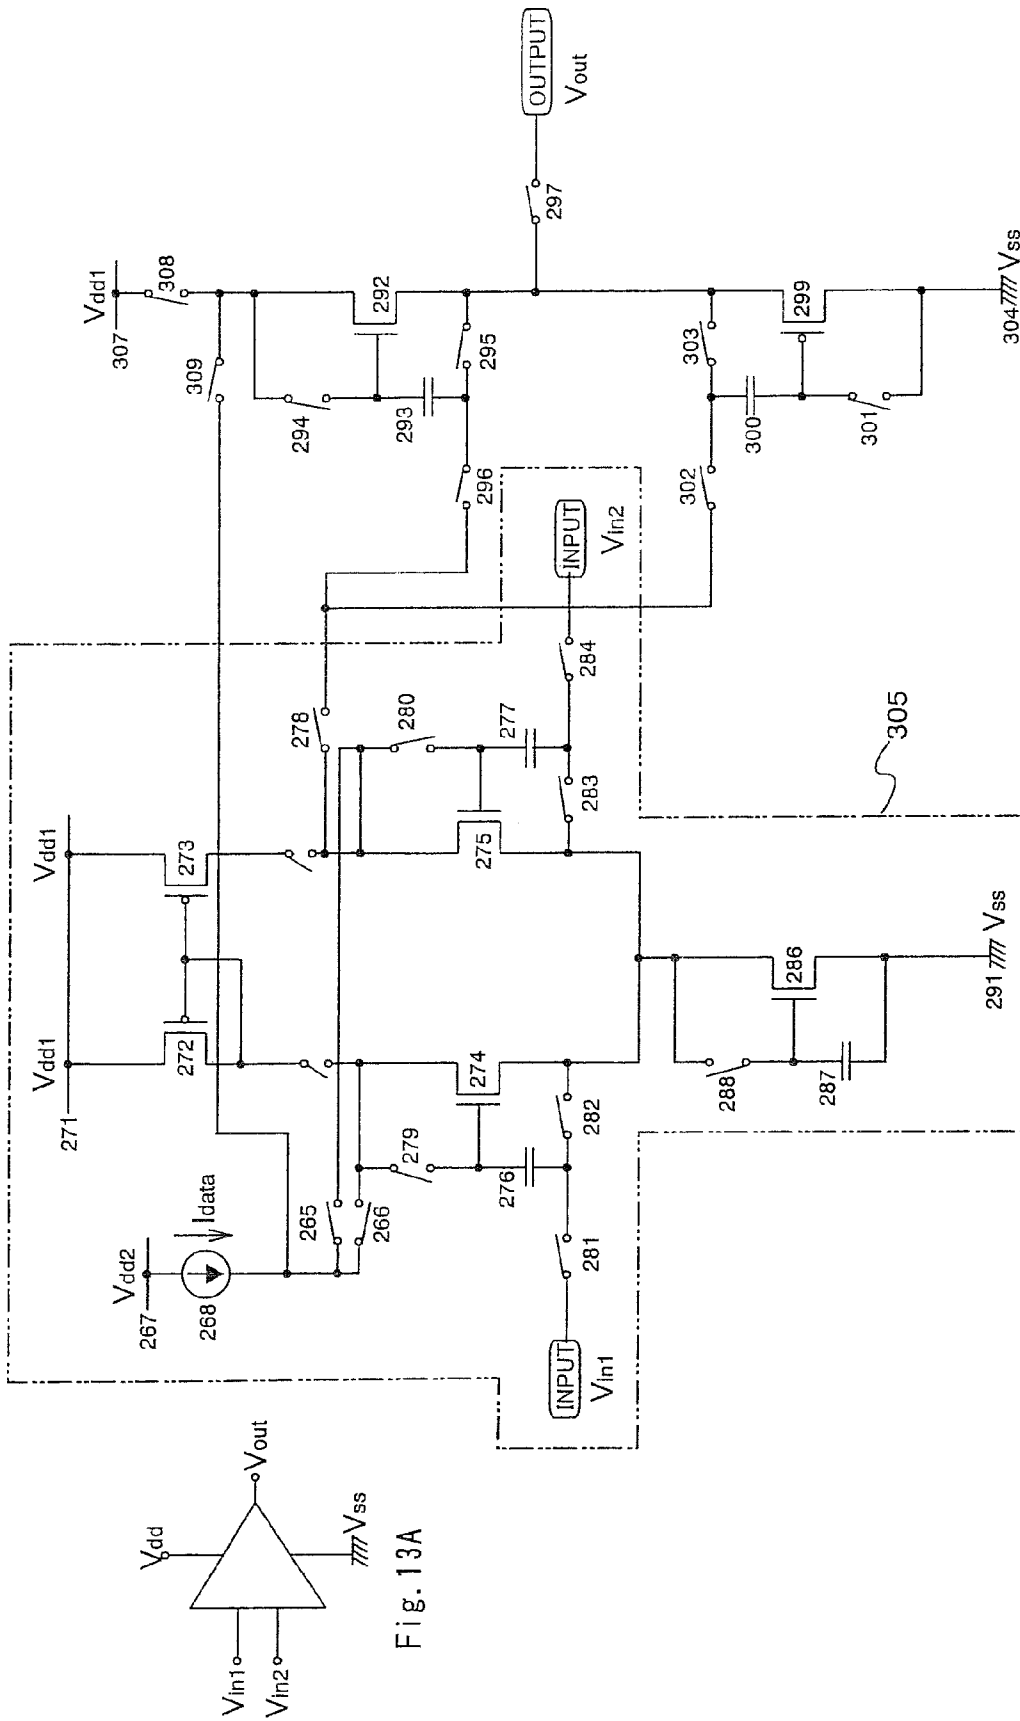 Vdd
Vin1
Vin2
Vout
Vss
Fig. 13A
Vdd2
267
268
Idata
271
Vdd1
Vdd1
272
273
265
266
279
274
276
282
281
INPUT
Vin1
278
280
275
277
283
284
INPUT
Vin2
288
286
287
291
Vss
305
Vdd1
307
308
309
294
292
293
295
296
297
OUTPUT
Vout
302
303
300
299
301
304
Vss